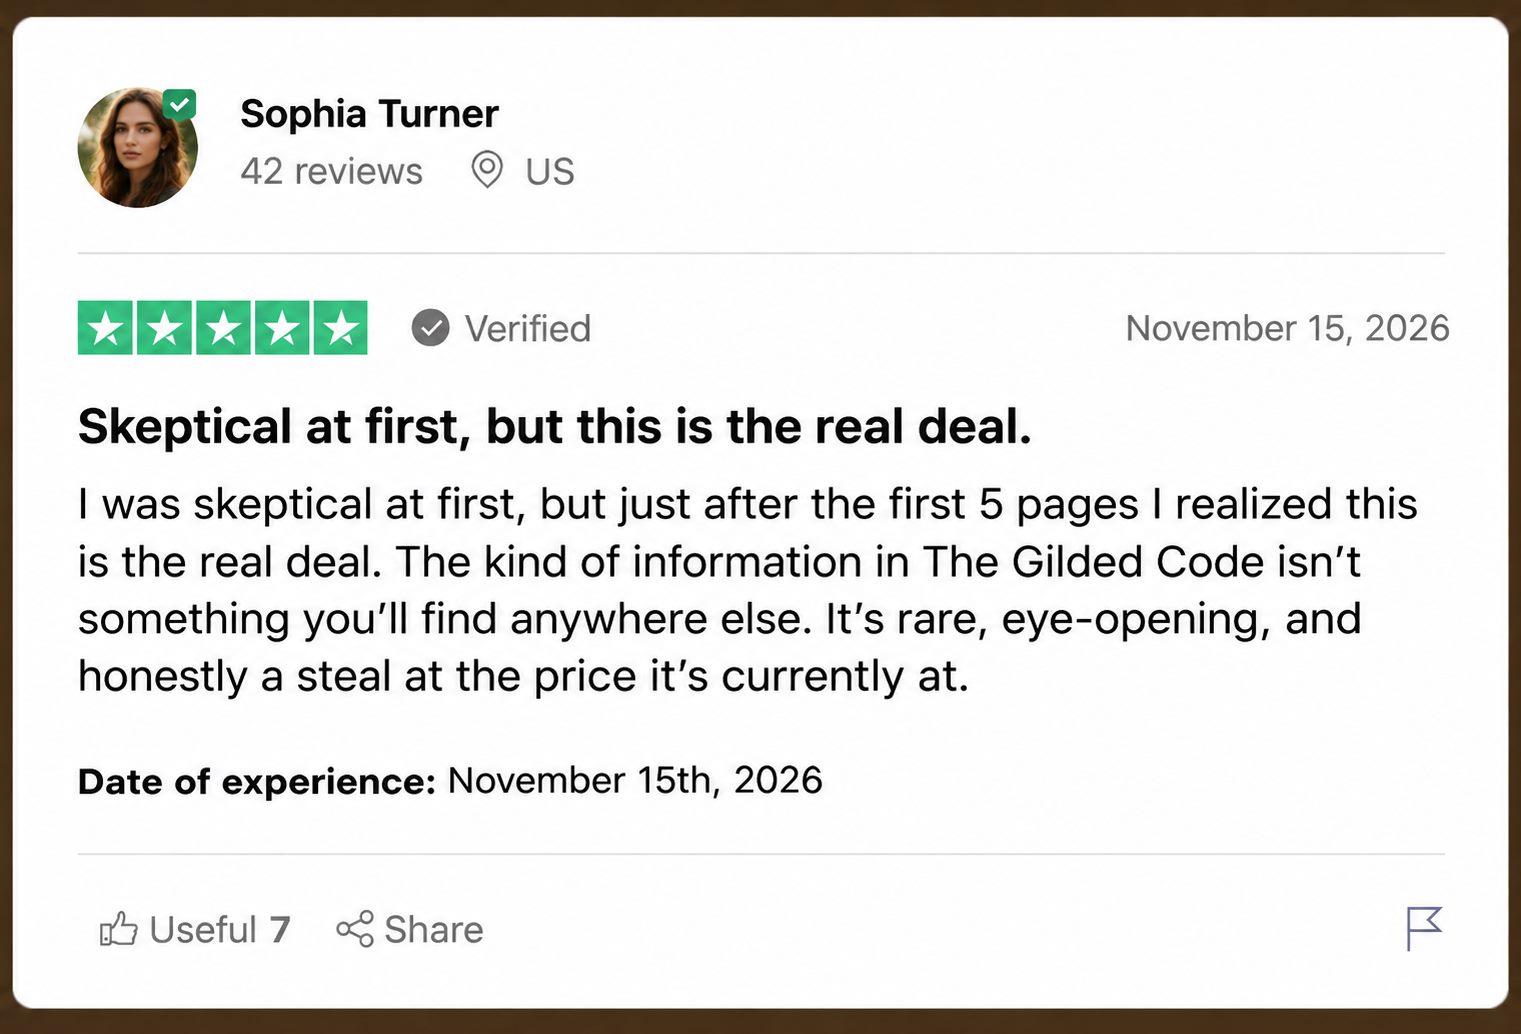 Sophia Turner
42 reviews US
Verified November 15, 2026
Skeptical at first, but this is the real deal.
I was skeptical at first, but just after the first 5 pages I realized this
is the real deal. The kind of information in The Gilded Code isn’t
something you’ll find anywhere else. It’s rare, eye-opening, and
honestly a steal at the price it’s currently at.
Date of experience: November 15th, 2026
Useful 7 Share